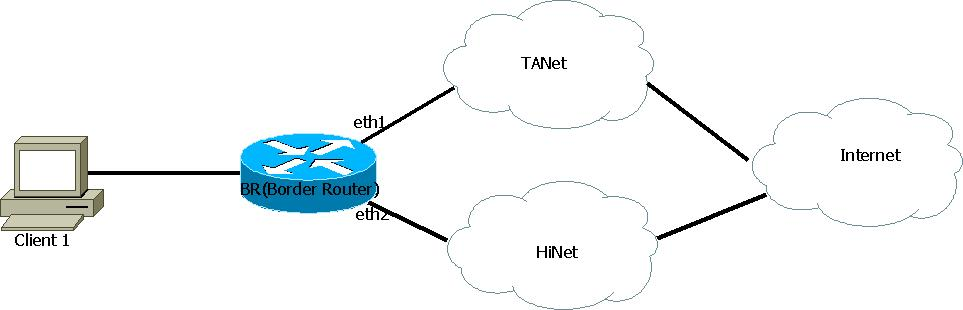 TANet
eth1
Internet
BR(Border Router)
eth2
Client 1
HiNet